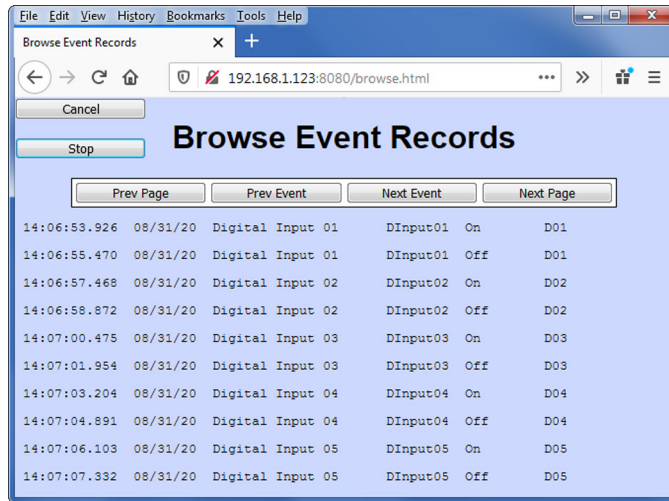 File Edit View History Bookmarks Tools Help
Browse Event Records
192.168.1.123:8080/browse.html
Cancel
Stop
Browse Event Records
Prev Page Prev Event Next Event Next Page
14:06:53.926 08/31/20 Digital Input 01 DInput01 On D01
14:06:55.470 08/31/20 Digital Input 01 DInput01 Off D01
14:06:57.468 08/31/20 Digital Input 02 DInput02 On D02
14:06:58.872 08/31/20 Digital Input 02 DInput02 Off D02
14:07:00.475 08/31/20 Digital Input 03 DInput03 On D03
14:07:01.954 08/31/20 Digital Input 03 DInput03 Off D03
14:07:03.204 08/31/20 Digital Input 04 DInput04 On D04
14:07:04.891 08/31/20 Digital Input 04 DInput04 Off D04
14:07:06.103 08/31/20 Digital Input 05 DInput05 On D05
14:07:07.332 08/31/20 Digital Input 05 DInput05 Off D05